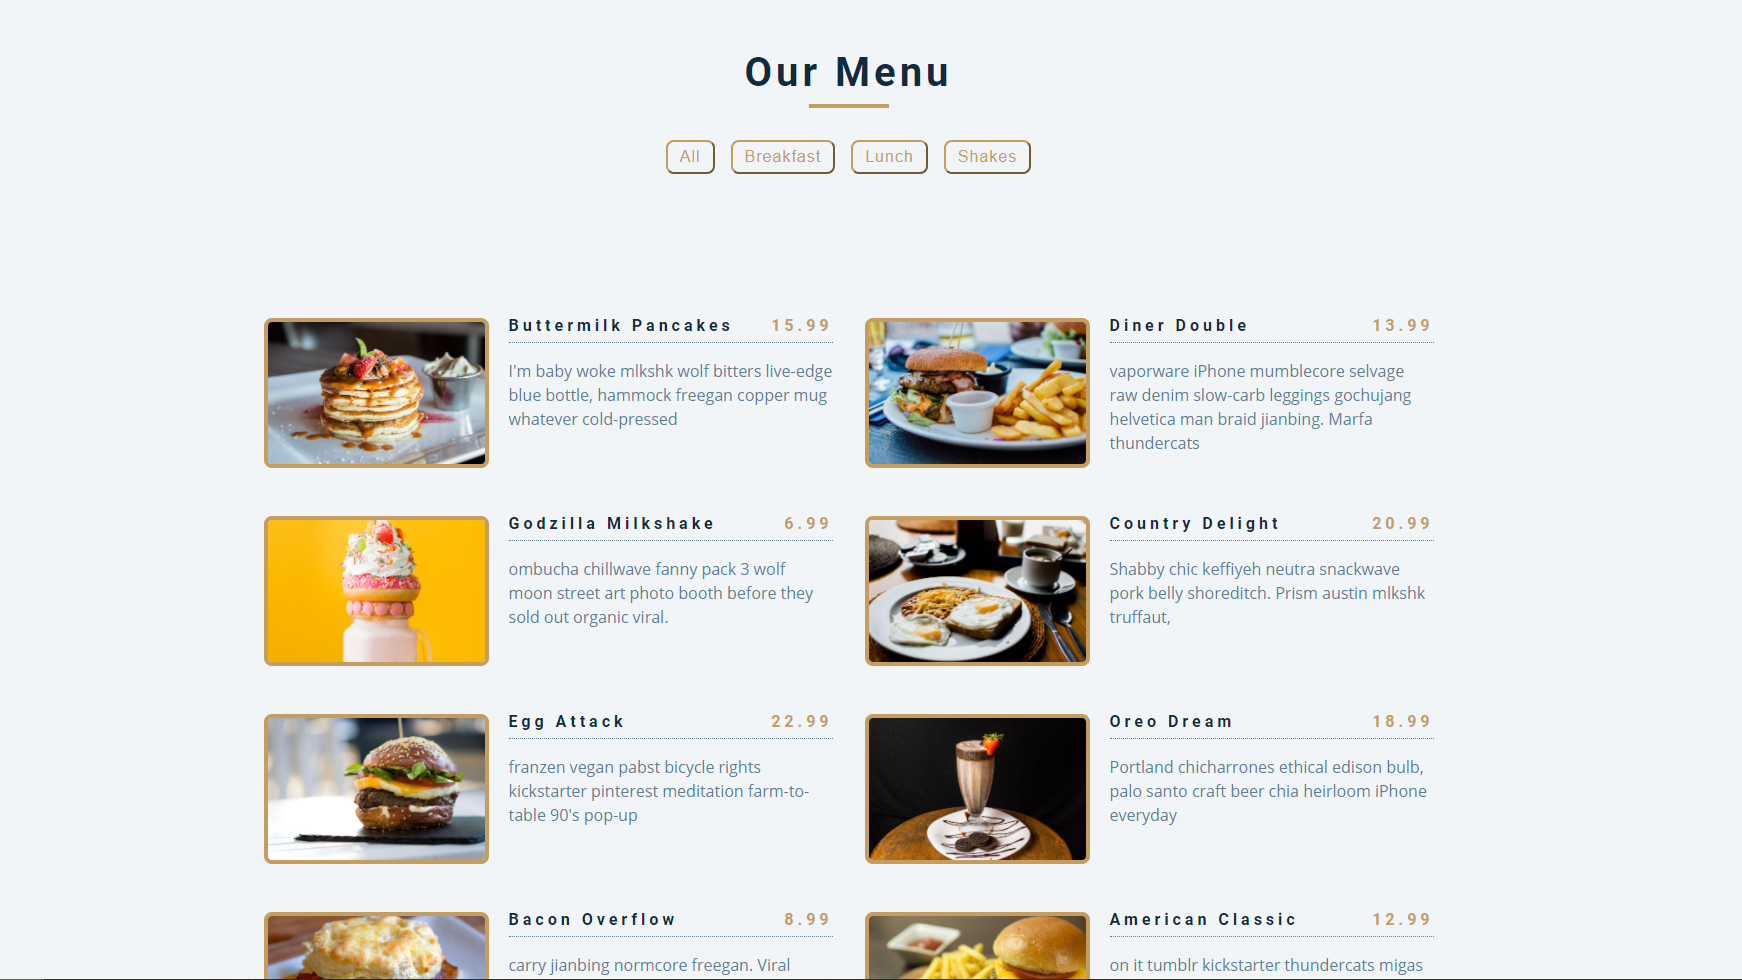 Our Menu
All
Breakfast
Lunch
Shakes
Buttermilk Pancakes 15.99
I'm baby woke mlkshk wolf bitters live-edge
blue bottle, hammock freegan copper mug
whatever cold-pressed
Diner Double 13.99
vaporware iPhone mumblecore selvage
raw denim slow-carb leggings gochujang
helvetica man braid jianbing. Marfa
thundercats
Godzilla Milkshake 6.99
ombucha chillwave fanny pack 3 wolf
moon street art photo booth before they
sold out organic viral.
Country Delight 20.99
Shabby chic keffiyeh neutra snackwave
pork belly shoreditch. Prism austin mlkshk
truffaut,
Egg Attack 22.99
franzen vegan pabst bicycle rights
kickstarter pinterest meditation farm-to-
table 90's pop-up
Oreo Dream 18.99
Portland chicharrones ethical edison bulb,
palo santo craft beer chia heirloom iPhone
everyday
Bacon Overflow 8.99
carry jianbing normcore freegan. Viral
American Classic 12.99
on it tumblr kickstarter thundercats migas